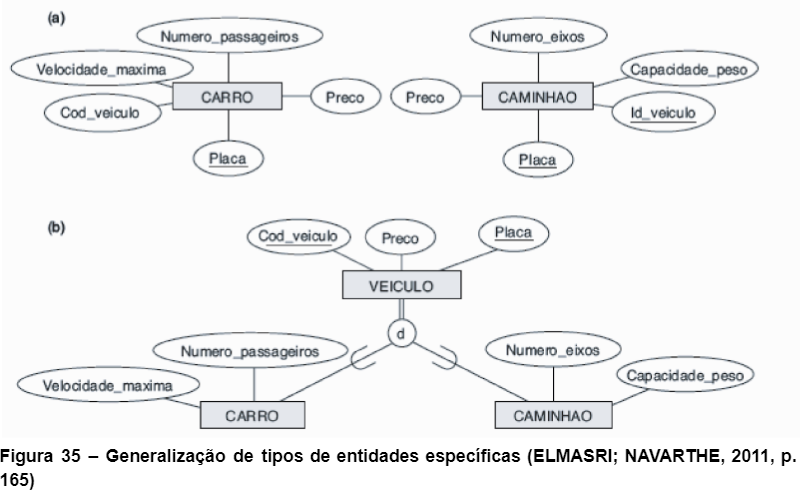 (a)
Numero_passageiros
Numero_eixos
Velocidade_maxima
Capacidade_peso
CARRO
Preco
Preco
CAMINHAO
Cod_veiculo
Id_veiculo
Placa
Placa
(b)
Cod_veiculo
Preco
Placa
VEICULO
d
Numero_passageiros
Numero_eixos
Velocidade_maxima
Capacidade_peso
CARRO
CAMINHAO
Figura 35 – Generalização de tipos de entidades específicas (ELMASRI; NAVARTHE, 2011, p.
165)